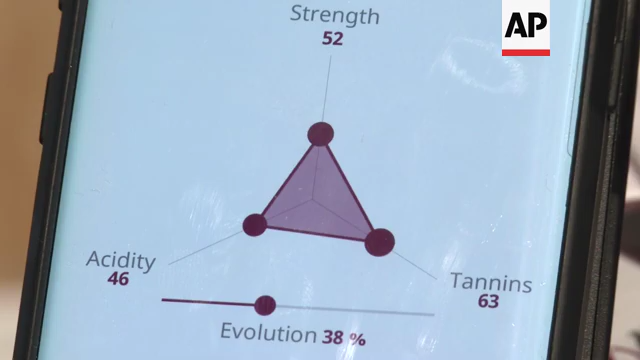 AP
Strength
52
Acidity
46
Tannins
63
Evolution 38 %